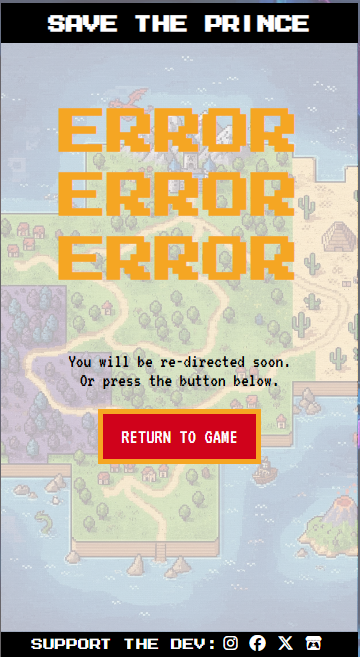 SAVE THE PRINCE
ERROR
ERROR
ERROR
You will be re-directed soon.
Or press the button below.
RETURN TO GAME
SUPPORT THE DEV: